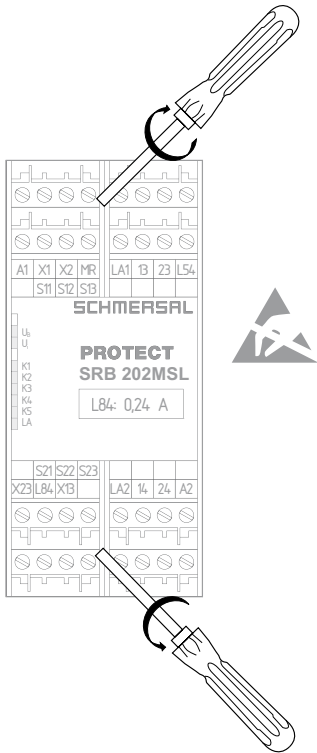 A1 X1 X2 MR LA1 13 23 L54
S11 S12 S13
SCHMERSAL
UB
Ui
K1
K2
K3
K4
K5
LA
PROTECT
SRB 202MSL
L84: 0,24 A
S21 S22 S23
X23 L84 X13 LA2 14 24 A2